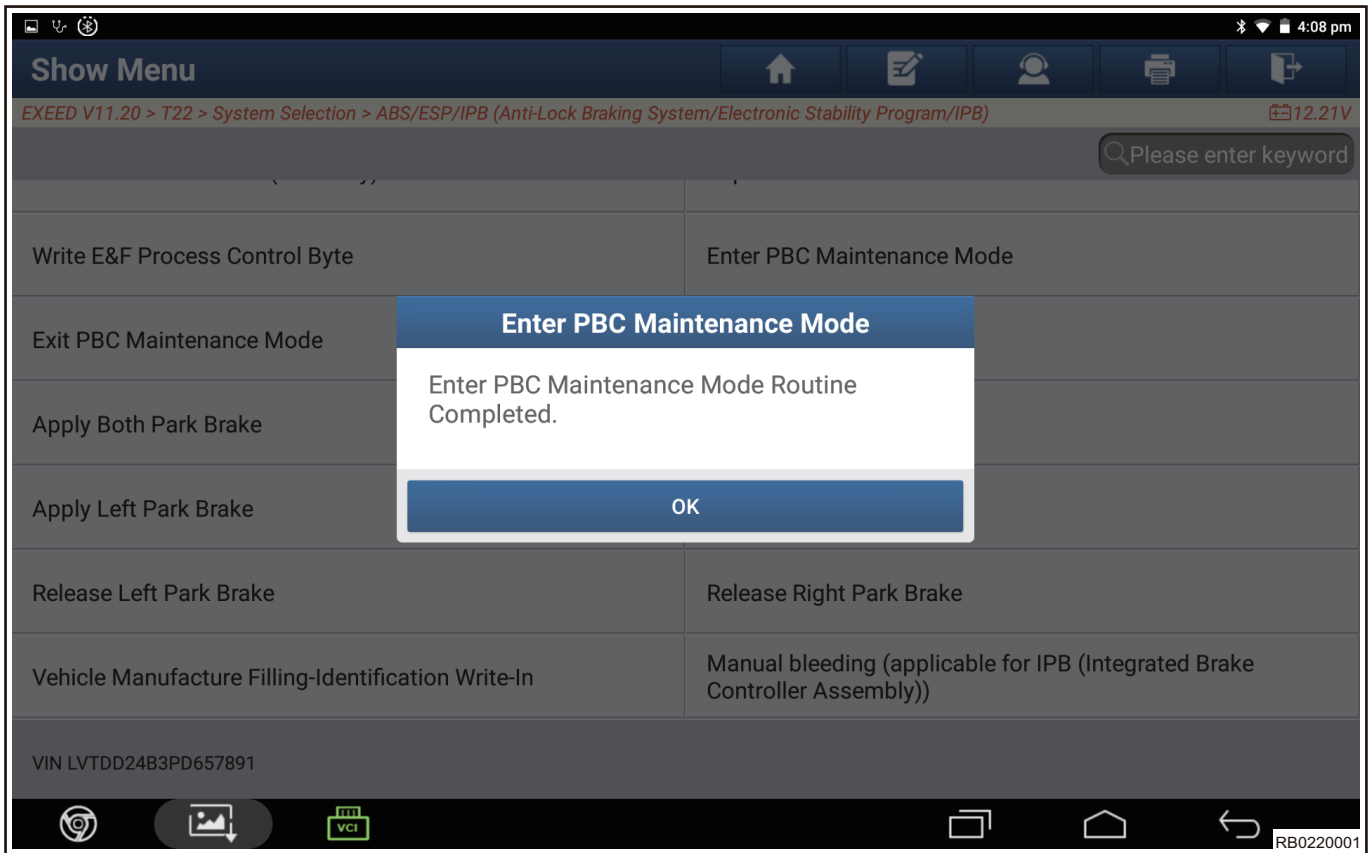 4:08 pm
Show Menu
EXEED V11.20 > T22 > System Selection > ABS/ESP/IPB (Anti-Lock Braking System/Electronic Stability Program/IPB)
12.21V
Please enter keyword
Write E&F Process Control Byte
Enter PBC Maintenance Mode
Exit PBC Maintenance Mode
Enter PBC Maintenance Mode
Enter PBC Maintenance Mode Routine
Completed.
OK
Apply Both Park Brake
Apply Left Park Brake
Release Left Park Brake
Release Right Park Brake
Vehicle Manufacture Filling-Identification Write-In
Manual bleeding (applicable for IPB (Integrated Brake
Controller Assembly))
VIN LVTDD24B3PD657891
VCI
RB0220001